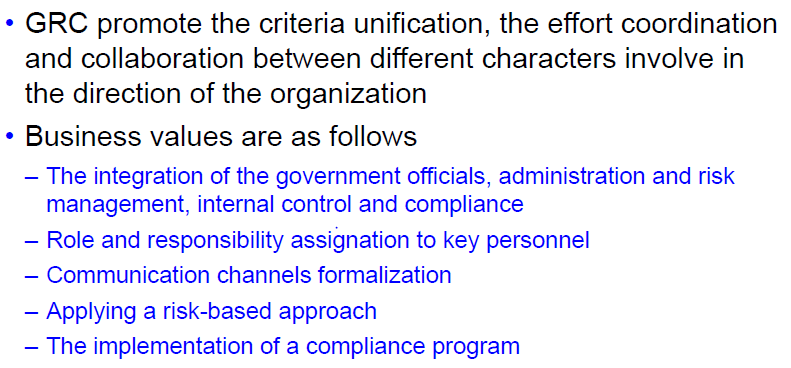 • GRC promote the criteria unification, the effort coordination
and collaboration between different characters involve in
the direction of the organization
• Business values are as follows
– The integration of the government officials, administration and risk
management, internal control and compliance
– Role and responsibility assignation to key personnel
– Communication channels formalization
– Applying a risk-based approach
– The implementation of a compliance program